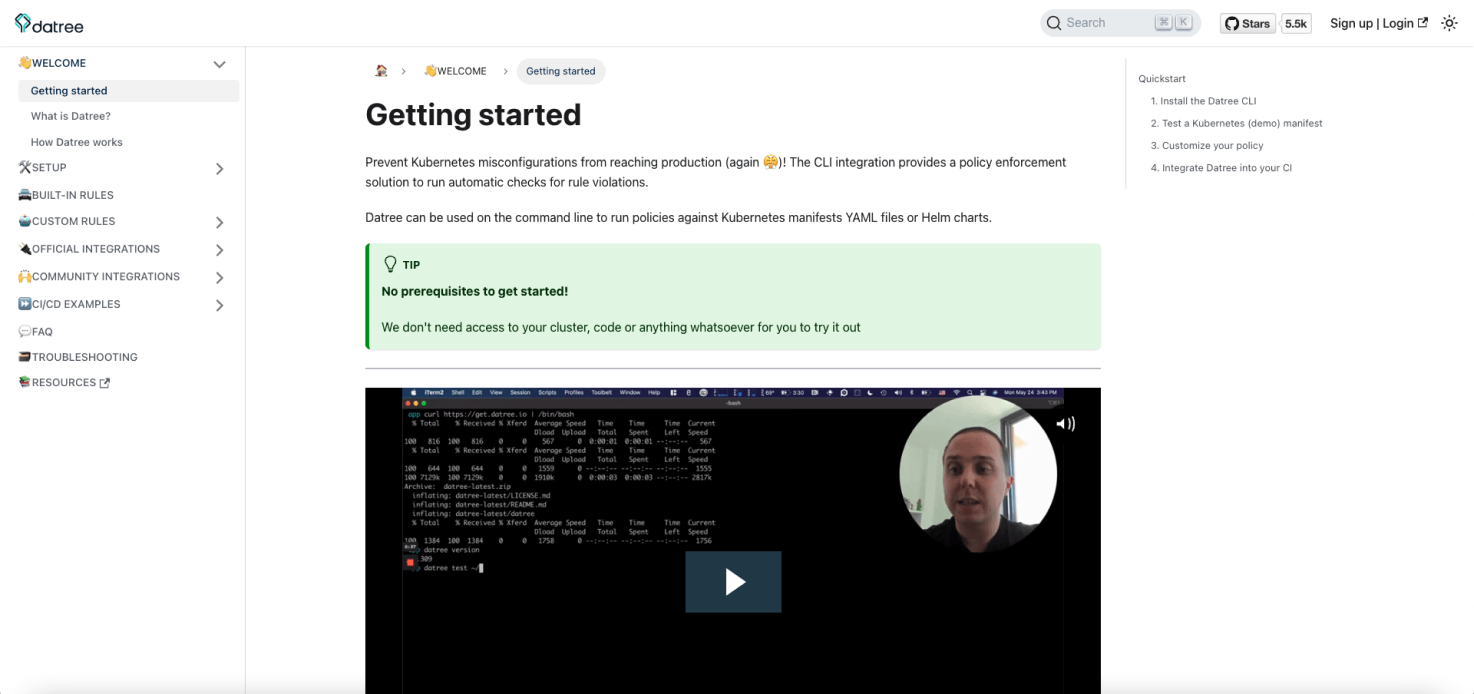 datree
Search ⌘ K
Stars 5.5k
Sign up | Login
👋WELCOME
Getting started
What is Datree?
How Datree works
🛠️SETUP
BUILT-IN RULES
CUSTOM RULES
🔌OFFICIAL INTEGRATIONS
🙌COMMUNITY INTEGRATIONS
⏩CI/CD EXAMPLES
💬FAQ
TROUBLESHOOTING
📚RESOURCES
🏠 › 👋WELCOME › Getting started
Getting started
Prevent Kubernetes misconfigurations from reaching production (again 😤)! The CLI integration provides a policy enforcement
solution to run automatic checks for rule violations.
Datree can be used on the command line to run policies against Kubernetes manifests YAML files or Helm charts.
TIP
No prerequisites to get started!
We don't need access to your cluster, code or anything whatsoever for you to try it out
iTerm2 Shell Edit View Session Scripts Profiles Toolbelt Window Help 3:30 Mon May 24 3:43 PM
-bash
app curl https://get.datree.io | /bin/bash
% Total % Received % Xferd Average Speed Time Time Time Current
Dload Upload Total Spent Left Speed
100 816 100 816 0 0 567 0 0:00:01 0:00:01 --:--:-- 567
% Total % Received % Xferd Average Speed Time Time Time Current
Dload Upload Total Spent Left Speed
100 644 100 644 0 0 1559 0 --:--:-- --:--:-- --:--:-- 1555
100 7129k 100 7129k 0 0 1910k 0 0:00:03 0:00:03 --:--:-- 2817k
Archive: datree-latest.zip
inflating: datree-latest/LICENSE.md
inflating: datree-latest/README.md
inflating: datree-latest/datree
% Total % Received % Xferd Average Speed Time Time Time Current
Dload Upload Total Spent Left Speed
100 1384 100 1384 0 0 1758 0 --:--:-- --:--:-- --:--:-- 1756
datree version
309
datree test ~/
Quickstart
1. Install the Datree CLI
2. Test a Kubernetes (demo) manifest
3. Customize your policy
4. Integrate Datree into your CI